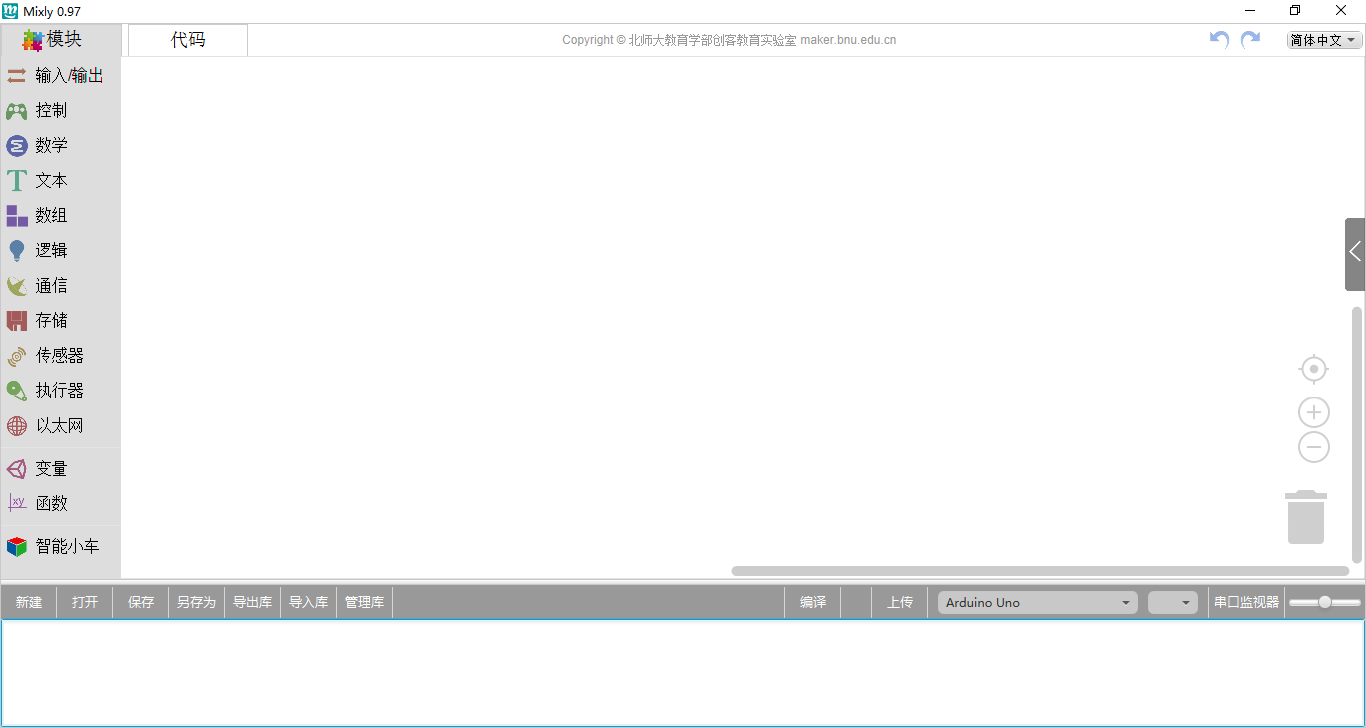 Mixly 0.97
模块
代码
Copyright © 北师大教育学部创客教育实验室 maker.bnu.edu.cn
简体中文
输入/输出
控制
数学
文本
数组
逻辑
通信
存储
传感器
执行器
以太网
变量
xy
函数
智能小车
新建 打开 保存 另存为 导出库 导入库 管理库 编译 上传 Arduino Uno 串口监视器